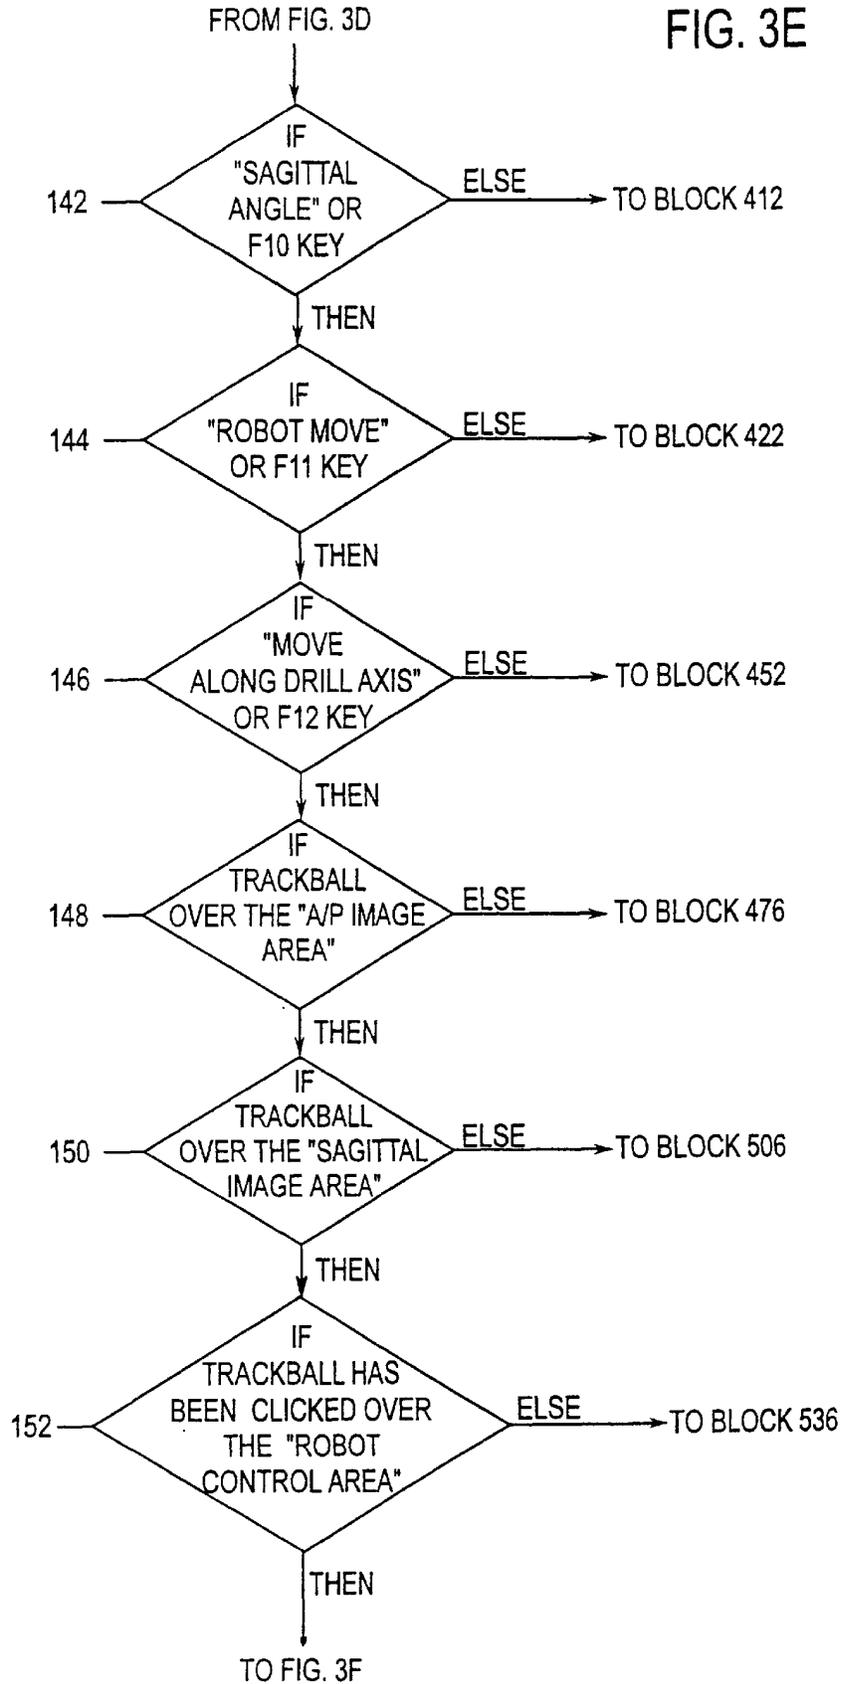 FROM FIG. 3D
FIG. 3E
IF
"SAGITTAL
ANGLE" OR
F10 KEY
142
ELSE
TO BLOCK 412
THEN
IF
"ROBOT MOVE"
OR F11 KEY
144
ELSE
TO BLOCK 422
THEN
IF
"MOVE
ALONG DRILL AXIS"
OR F12 KEY
146
ELSE
TO BLOCK 452
THEN
IF
TRACKBALL
OVER THE "A/P IMAGE
AREA"
148
ELSE
TO BLOCK 476
THEN
IF
TRACKBALL
OVER THE "SAGITTAL
IMAGE AREA"
150
ELSE
TO BLOCK 506
THEN
IF
TRACKBALL HAS
BEEN CLICKED OVER
THE "ROBOT
CONTROL AREA"
152
ELSE
TO BLOCK 536
THEN
TO FIG. 3F